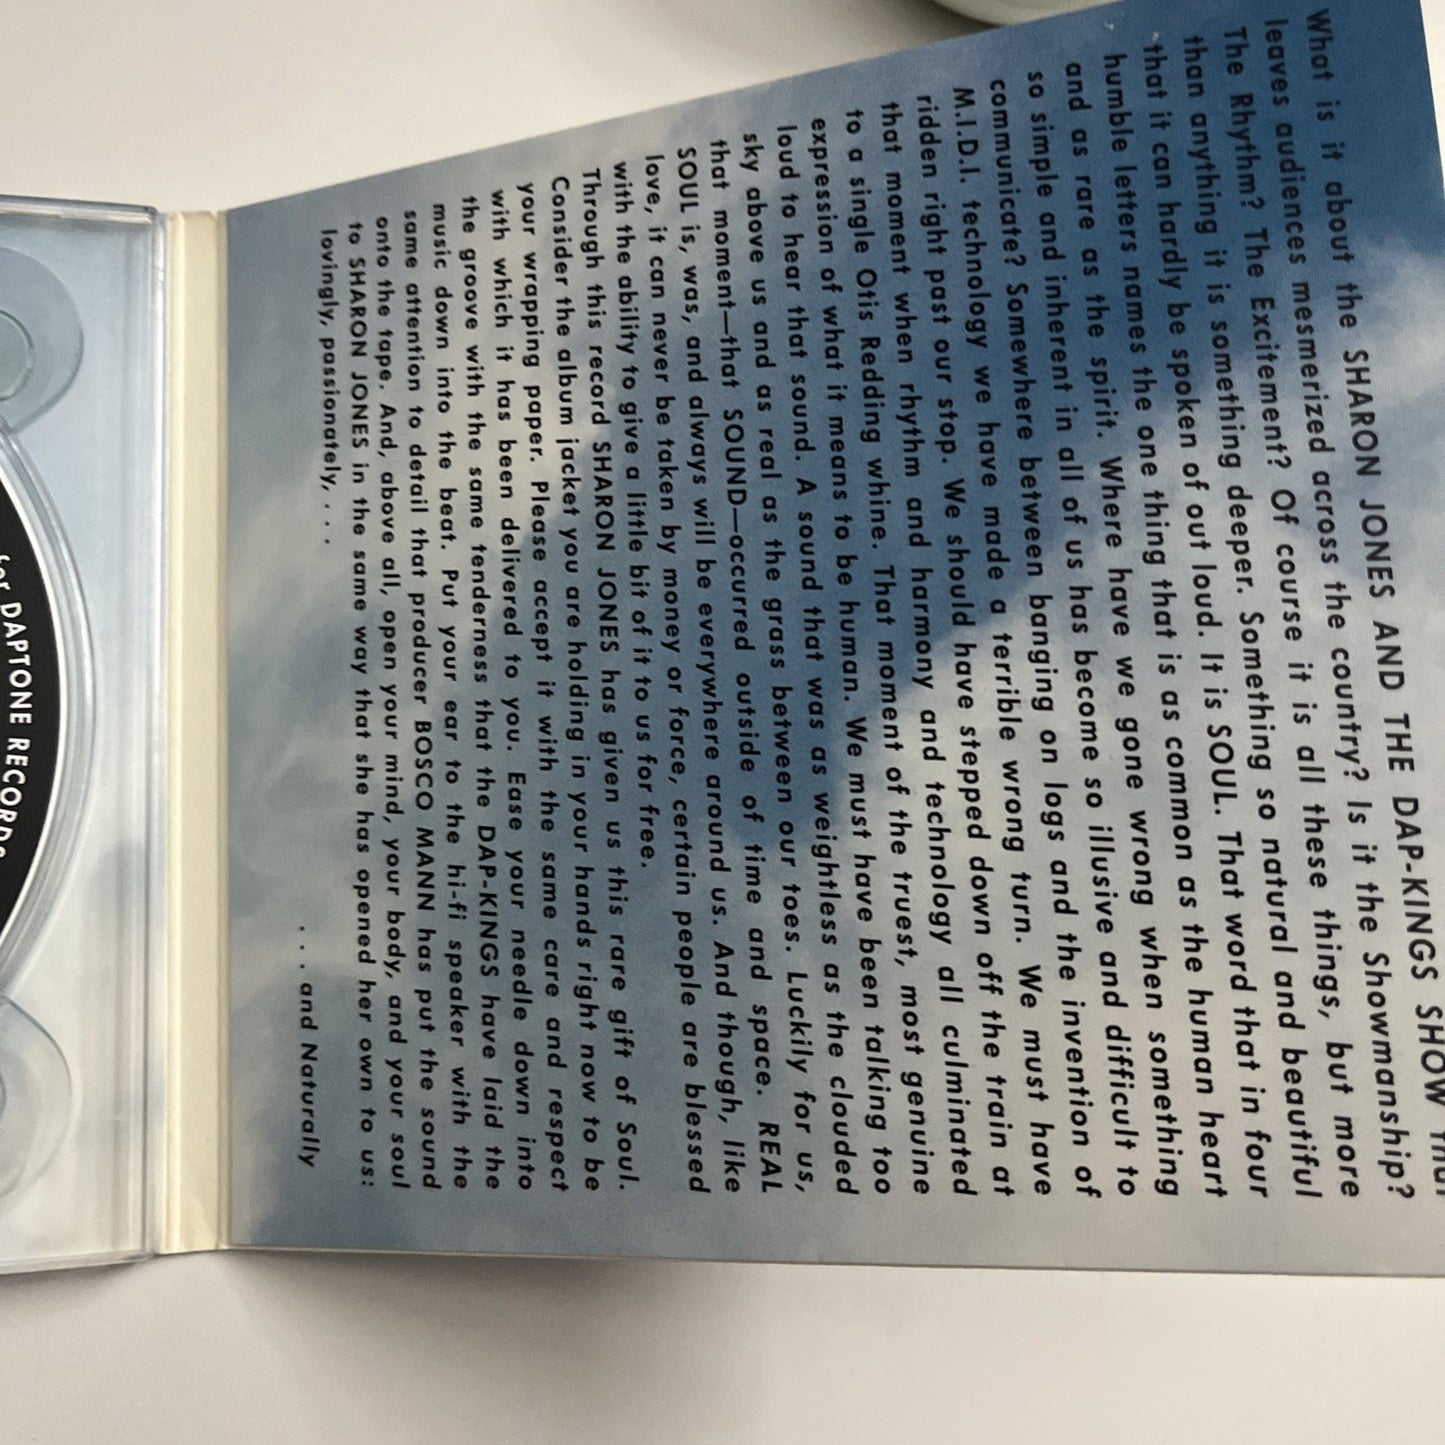 What is it about the SHARON JONES AND THE DAP-KINGS SHOW that
leaves audiences mesmerized across the country? Is it the Showmanship?
The Rhythm? The Excitement? Of course it is all these things, but more
than anything it is something deeper. Something so natural and beautiful
that it can hardly be spoken of out loud. It is SOUL. That word that in four
humble letters names the one thing that is as common as the human heart
and as rare as the spirit. Where have we gone wrong when something
so simple and inherent in all of us has become so illusive and difficult to
communicate? Somewhere between banging on logs and the invention of
M.I.D.I. technology we have made a terrible wrong turn. We must have
ridden right past our stop. We should have stepped down off the train at
that moment when rhythm and harmony and technology all culminated
to a single Otis Redding whine. That moment of the truest, most genuine
expression of what it means to be human. We must have been talking too
loud to hear that sound. A sound that was as weightless as the clouded
sky above us and as real as the grass between our toes. Luckily for us,
that moment—that SOUND—occurred outside of time and space. REAL
SOUL is, was, and always will be everywhere around us. And though, like
love, it can never be taken by money or force, certain people are blessed
with the ability to give a little bit of it to us for free.
Through this record SHARON JONES has given us this rare gift of Soul.
Consider the album jacket you are holding in your hands right now to be
your wrapping paper. Please accept it with the same care and respect
with which it has been delivered to you. Ease your needle down into
the groove with the same tenderness that the DAP-KINGS have laid the
music down into the beat. Put your ear to the hi-fi speaker with the
same attention to detail that producer BOSCO MANN has put the sound
onto the tape. And, above all, open your mind, your body, and your soul
to SHARON JONES in the same way that she has opened her own to us:
lovingly, passionately, . . .
. . . and Naturally
for DAPTONE RECORDS